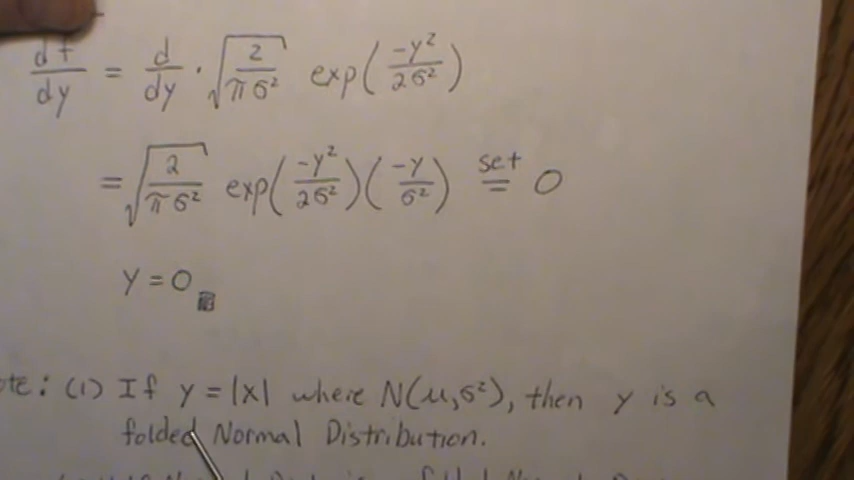 df/dy = d/dy · √(2/πσ²) exp(-y²/2σ²)
= √(2/πσ²) exp(-y²/2σ²)(-y/σ²) set = 0
y = 0
ote: (1) If y = |x| where N(μ,σ²), then y is a
folded Normal Distribution.